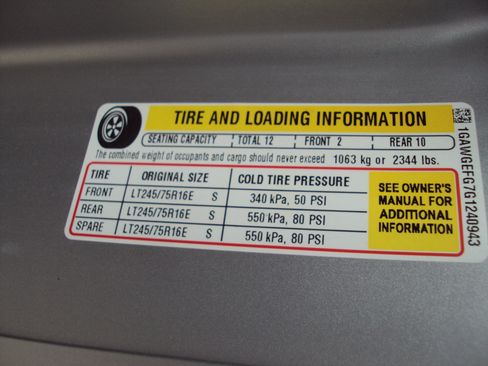 TIRE AND LOADING INFORMATION
SEATING CAPACITY TOTAL 12 FRONT 2 REAR 10
The combined weight of occupants and cargo should never exceed 1063 kg or 2344 lbs.
TIRE ORIGINAL SIZE COLD TIRE PRESSURE
FRONT LT245/75R16E S 340 kPa, 50 PSI
REAR LT245/75R16E S 550 kPa, 80 PSI
SPARE LT245/75R16E S 550 kPa, 80 PSI
SEE OWNER'S
MANUAL FOR
ADDITIONAL
INFORMATION
1GAWGEFG7G1240943